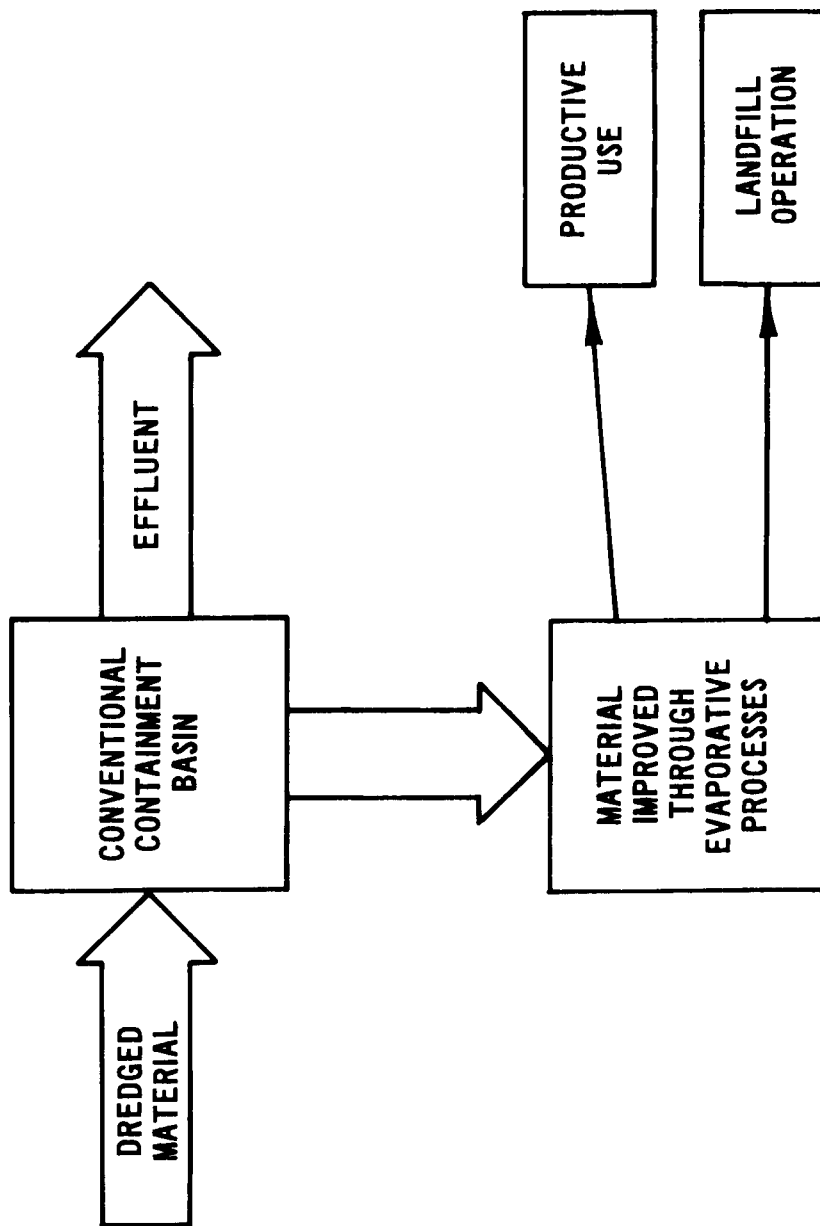 DREDGED
MATERIAL
CONVENTIONAL
CONTAINMENT
BASIN
EFFLUENT
MATERIAL
IMPROVED
THROUGH
EVAPORATIVE
PROCESSES
PRODUCTIVE
USE
LANDFILL
OPERATION